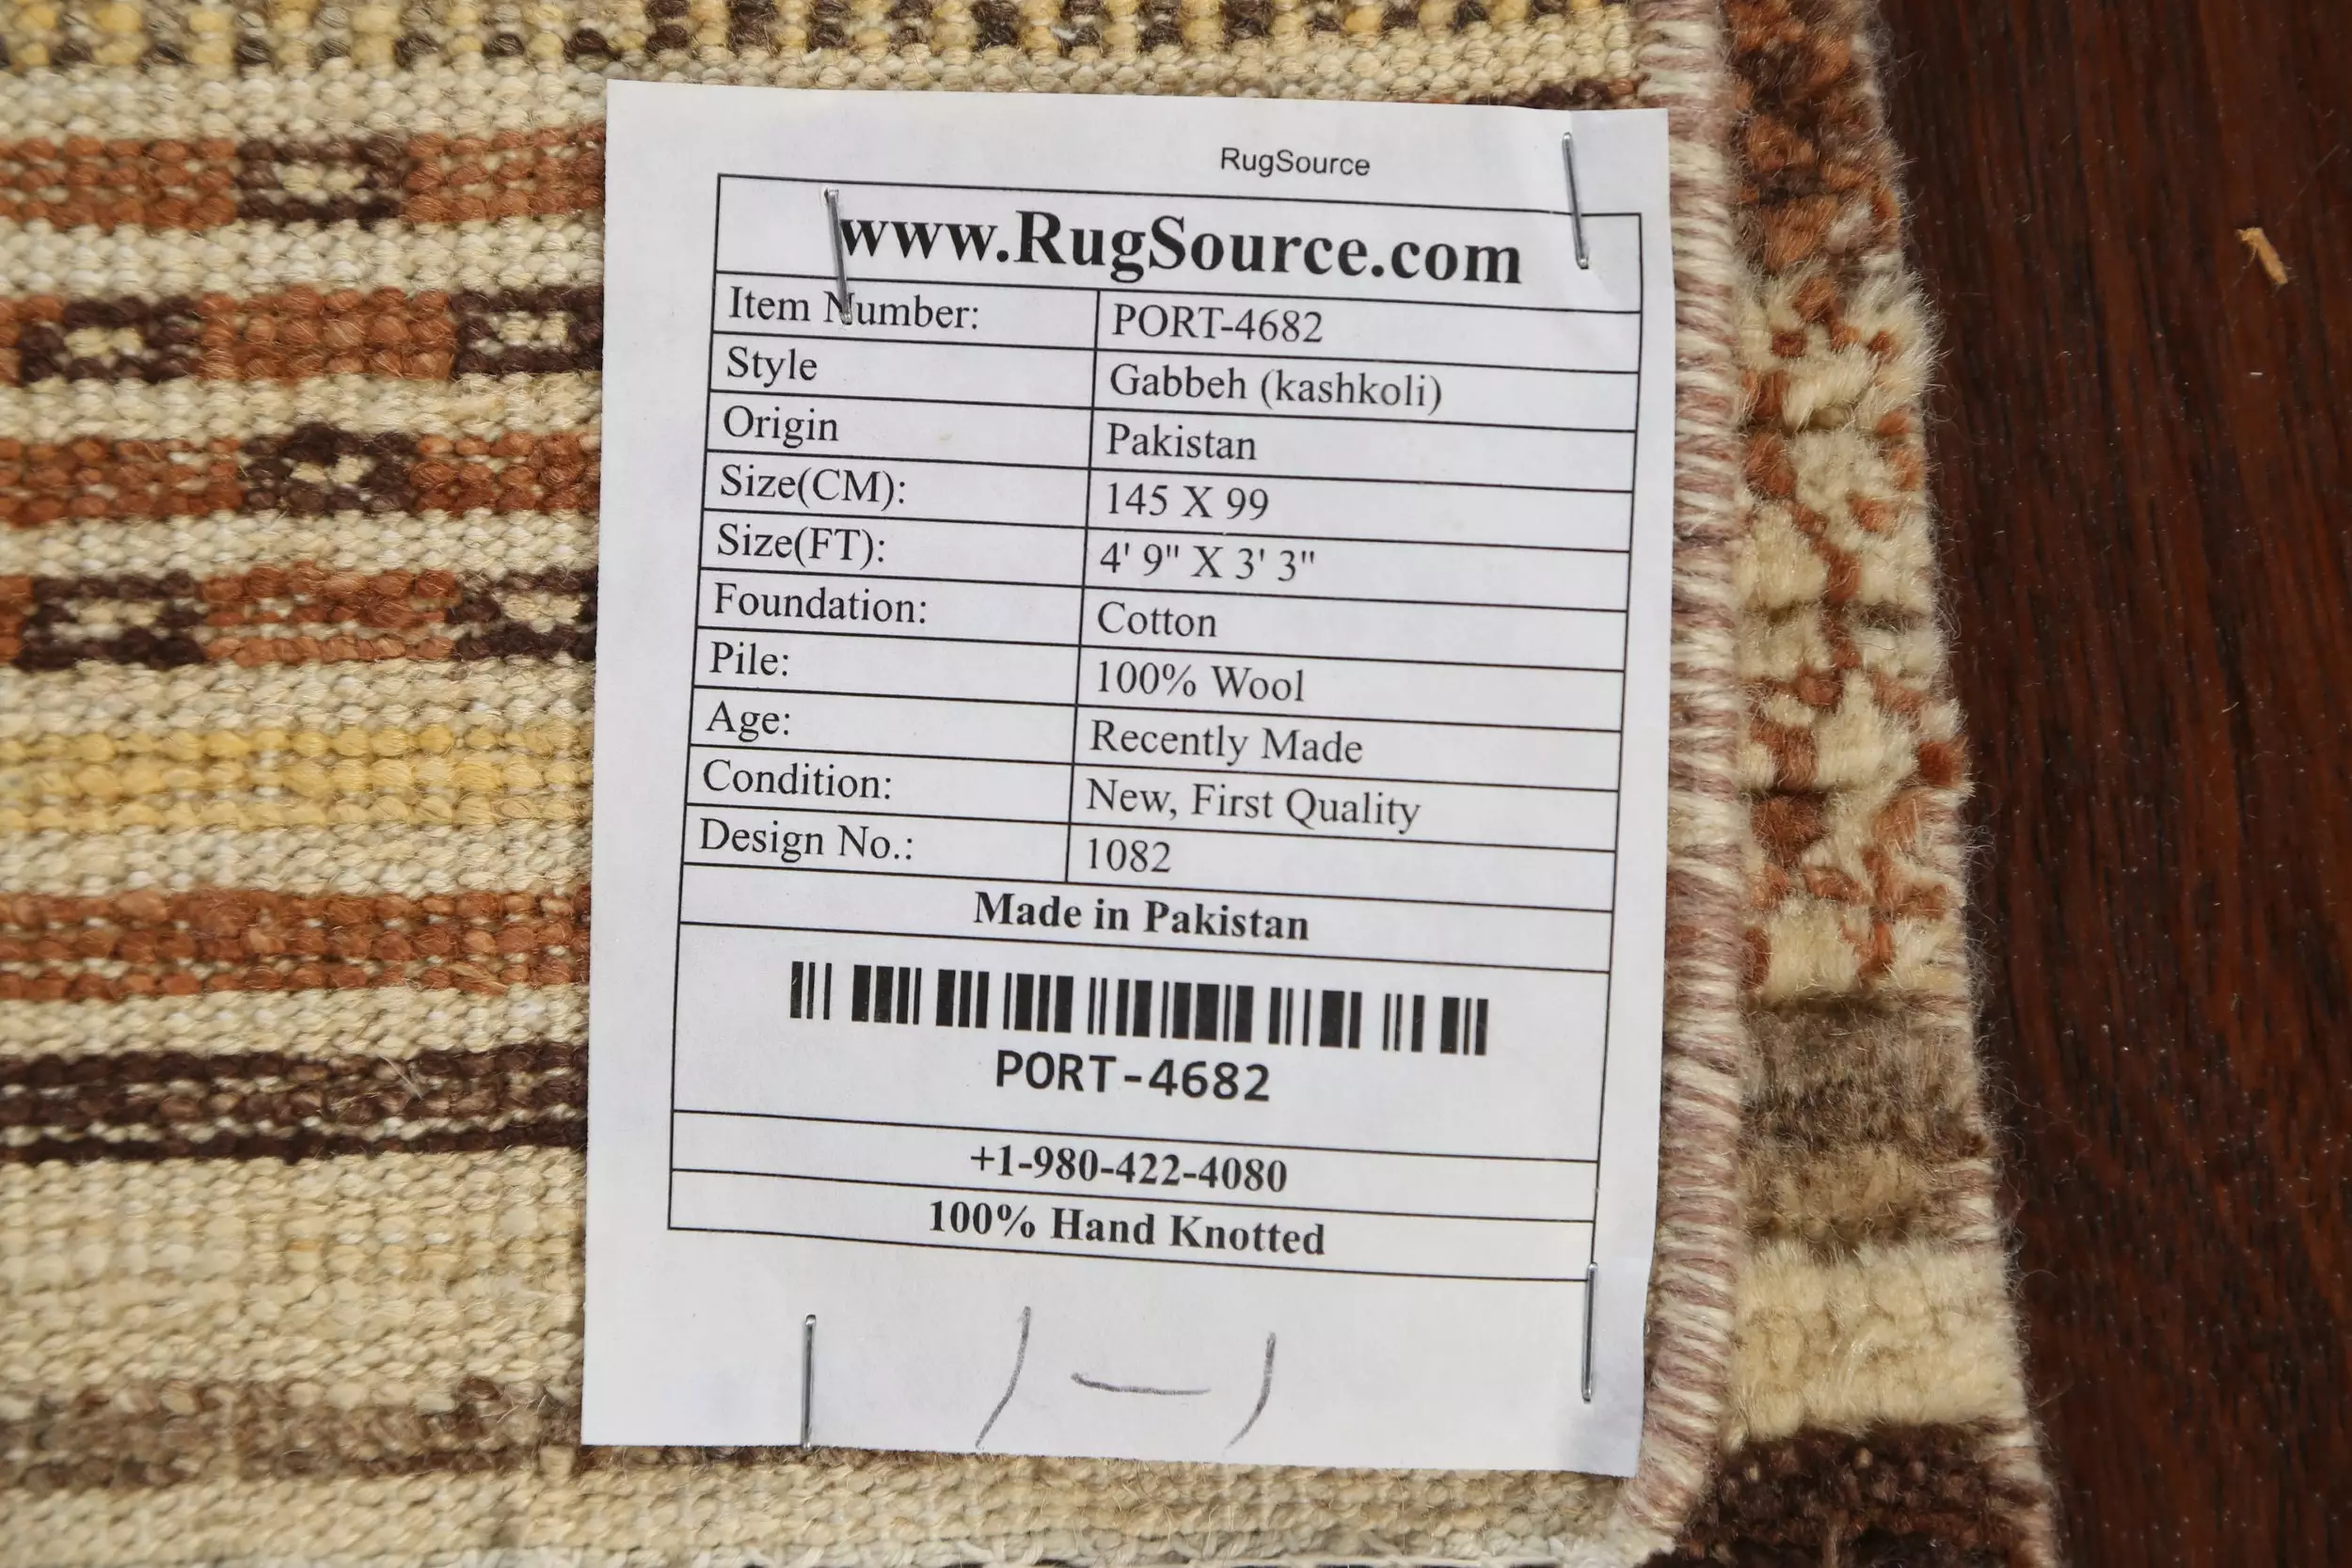 RugSource
www.RugSource.com
Item Number: PORT-4682
Style Gabbeh (kashkoli)
Origin Pakistan
Size(CM): 145 X 99
Size(FT): 4' 9" X 3' 3"
Foundation: Cotton
Pile: 100% Wool
Age: Recently Made
Condition: New, First Quality
Design No.: 1082
Made in Pakistan
PORT-4682
+1-980-422-4080
100% Hand Knotted
1-1